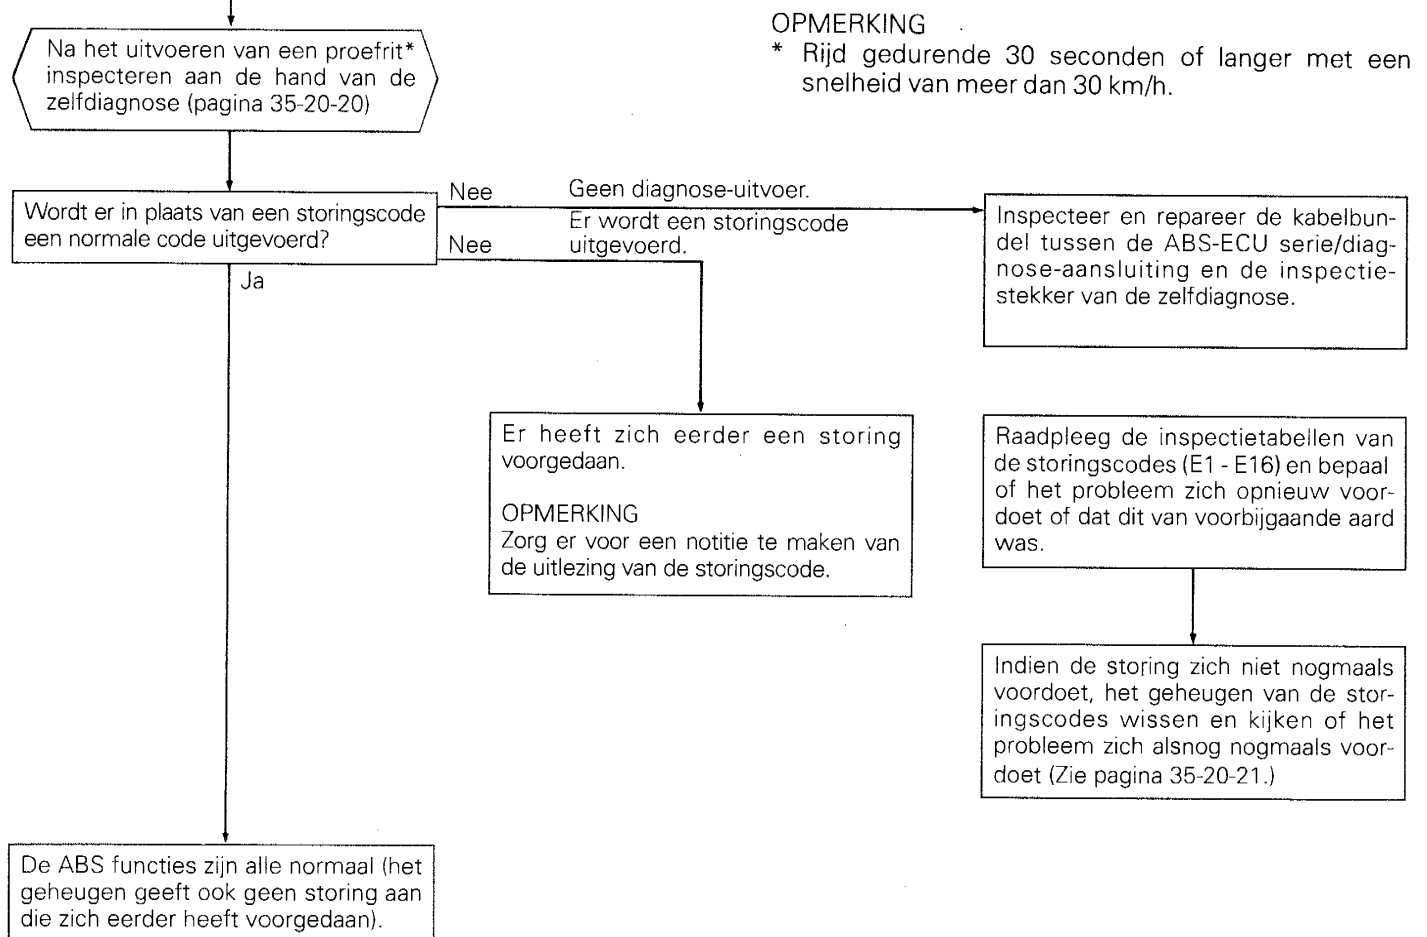 OPMERKING
* Rijd gedurende 30 seconden of langer met een
snelheid van meer dan 30 km/h.
Na het uitvoeren van een proefrit*
inspecteren aan de hand van de
zelfdiagnose (pagina 35-20-20)
Wordt er in plaats van een storingscode
een normale code uitgevoerd?
Nee
Geen diagnose-uitvoer.
Nee
Er wordt een storingscode
uitgevoerd.
Ja
Inspecteer en repareer de kabelbun-
del tussen de ABS-ECU serie/diag-
nose-aansluiting en de inspectie-
stekker van de zelfdiagnose.
Er heeft zich eerder een storing
voorgedaan.
OPMERKING
Zorg er voor een notitie te maken van
de uitlezing van de storingscode.
Raadpleeg de inspectietabellen van
de storingscodes (E1 - E16) en bepaal
of het probleem zich opnieuw voor-
doet of dat dit van voorbijgaande aard
was.
Indien de storing zich niet nogmaals
voordoet, het geheugen van de stor-
ingscodes wissen en kijken of het
probleem zich alsnog nogmaals voor-
doet (Zie pagina 35-20-21.)
De ABS functies zijn alle normaal (het
geheugen geeft ook geen storing aan
die zich eerder heeft voorgedaan).